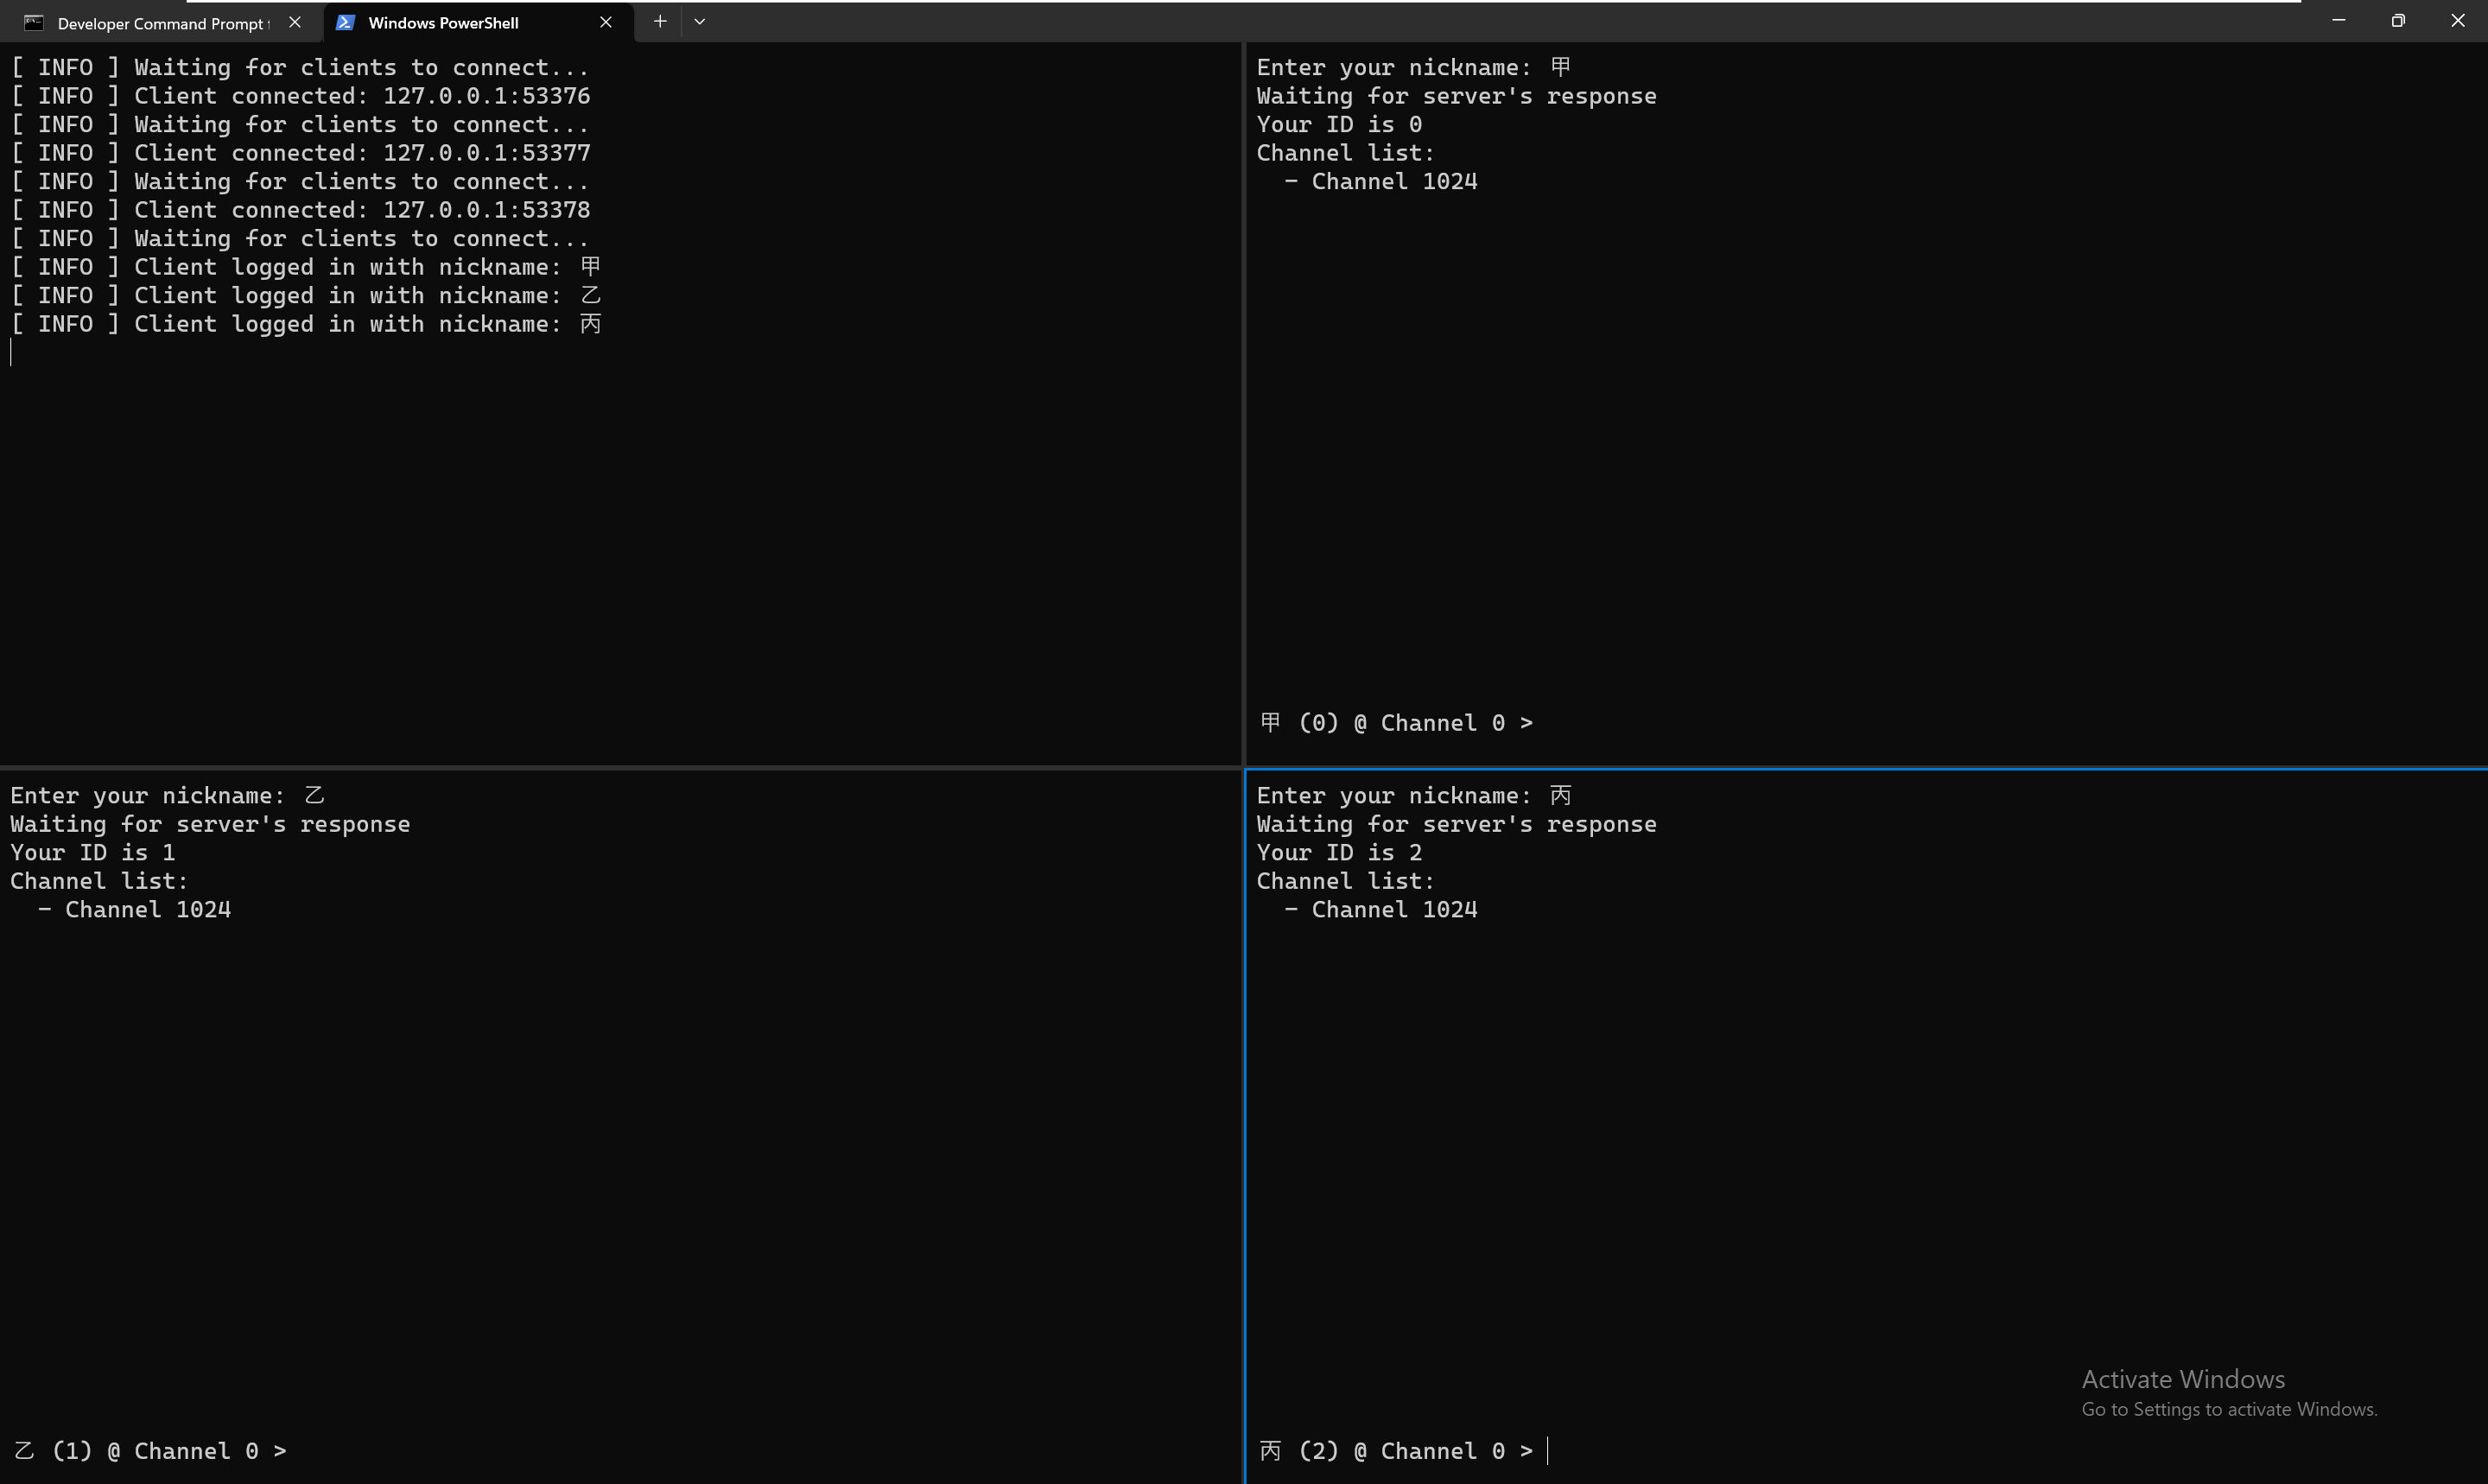 Developer Command Prompt
Windows PowerShell
[ INFO ] Waiting for clients to connect...
[ INFO ] Client connected: 127.0.0.1:53376
[ INFO ] Waiting for clients to connect...
[ INFO ] Client connected: 127.0.0.1:53377
[ INFO ] Waiting for clients to connect...
[ INFO ] Client connected: 127.0.0.1:53378
[ INFO ] Waiting for clients to connect...
[ INFO ] Client logged in with nickname: 甲
[ INFO ] Client logged in with nickname: 乙
[ INFO ] Client logged in with nickname: 丙
Enter your nickname: 甲
Waiting for server's response
Your ID is 0
Channel list:
- Channel 1024
甲 (0) @ Channel 0 >
Enter your nickname: 乙
Waiting for server's response
Your ID is 1
Channel list:
- Channel 1024
乙 (1) @ Channel 0 >
Enter your nickname: 丙
Waiting for server's response
Your ID is 2
Channel list:
- Channel 1024
丙 (2) @ Channel 0 >
Activate Windows
Go to Settings to activate Windows.